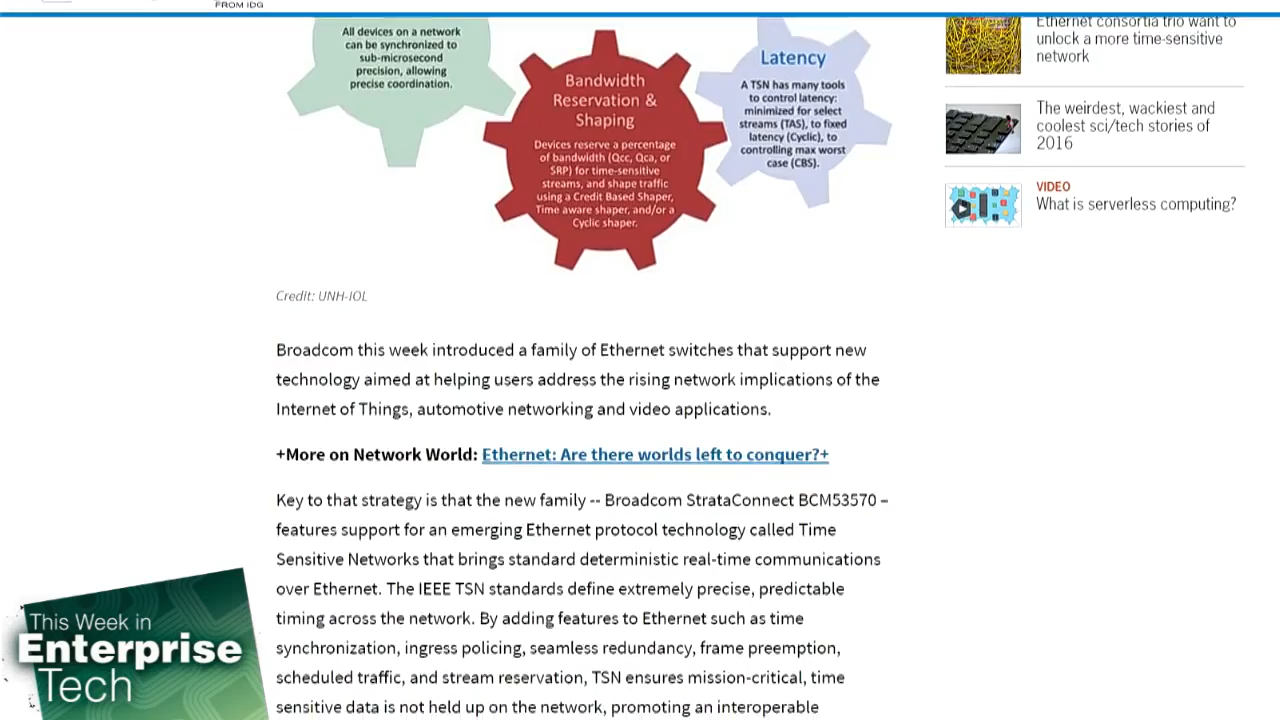 FROM IDG
All devices on a network
can be synchronized to
sub-microsecond
precision, allowing
precise coordination.
Bandwidth
Reservation &
Shaping
Devices reserve a percentage
of bandwidth (Qcc, Qca, or
SRP) for time-sensitive
streams, and shape traffic
using a Credit Based Shaper,
Time aware shaper, and/or a
Cyclic shaper.
Latency
A TSN has many tools
to control latency:
minimized for select
streams (TAS), to fixed
latency (Cyclic), to
controlling max worst
case (CBS).
Credit: UNH-IOL
Broadcom this week introduced a family of Ethernet switches that support new
technology aimed at helping users address the rising network implications of the
Internet of Things, automotive networking and video applications.
+More on Network World: Ethernet: Are there worlds left to conquer?+
Key to that strategy is that the new family -- Broadcom StrataConnect BCM53570 –
features support for an emerging Ethernet protocol technology called Time
Sensitive Networks that brings standard deterministic real-time communications
over Ethernet. The IEEE TSN standards define extremely precise, predictable
timing across the network. By adding features to Ethernet such as time
synchronization, ingress policing, seamless redundancy, frame preemption,
scheduled traffic, and stream reservation, TSN ensures mission-critical, time
sensitive data is not held up on the network, promoting an interoperable
Ethernet consortia trio want to
unlock a more time-sensitive
network
The weirdest, wackiest and
coolest sci/tech stories of
2016
VIDEO
What is serverless computing?
This Week in
Enterprise
Tech